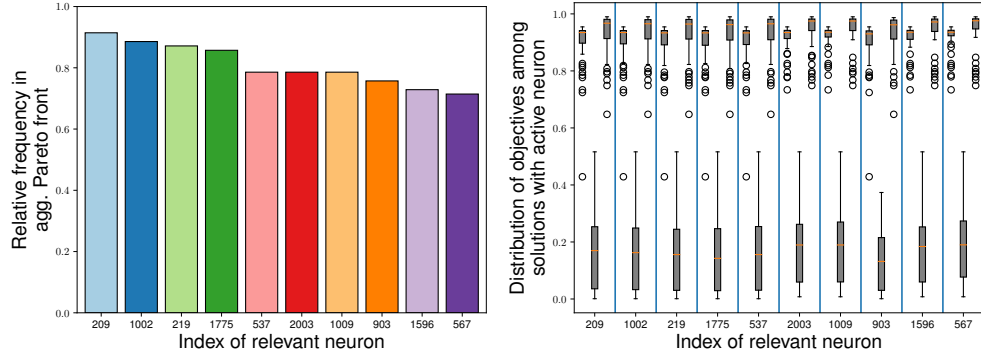 Relative frequency in
agg. Pareto front
1.0
0.8
0.6
0.4
0.2
0.0
209 1002 219 1775 537 2003 1009 903 1596 567
Index of relevant neuron
Distribution of objectives among
solutions with active neuron
1.0
0.8
0.6
0.4
0.2
0.0
209 1002 219 1775 537 2003 1009 903 1596 567
Index of relevant neuron